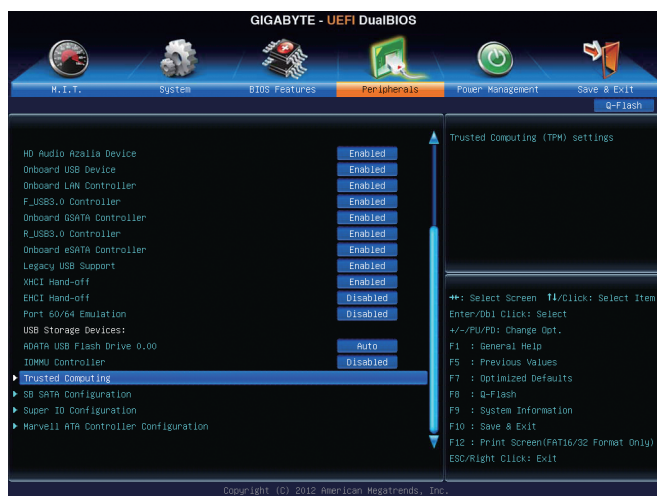 GIGABYTE - UEFI DualBIOS
M.I.T.
System
BIOS Features
Peripherals
Power Management
Save & Exit
Q-Flash
HD Audio Azalia Device Enabled
Onboard USB Device Enabled
Onboard LAN Controller Enabled
F_USB3.0 Controller Enabled
Onboard GSATA Controller Enabled
R_USB3.0 Controller Enabled
Onboard eSATA Controller Enabled
Legacy USB Support Enabled
XHCI Hand-off Enabled
EHCI Hand-off Disabled
Port 60/64 Emulation Disabled
USB Storage Devices:
ADATA USB Flash Drive 0.00 Auto
IOMMU Controller Disabled
Trusted Computing
SB SATA Configuration
Super IO Configuration
Marvell ATA Controller Configuration
Trusted Computing (TPM) settings
→←: Select Screen ↑↓/Click: Select Item
Enter/Dbl Click: Select
+/-/PU/PD: Change Opt.
F1 : General Help
F5 : Previous Values
F7 : Optimized Defaults
F8 : Q-Flash
F9 : System Information
F10 : Save & Exit
F12 : Print Screen(FAT16/32 Format Only)
ESC/Right Click: Exit
Copyright (C) 2012 American Megatrends, Inc.